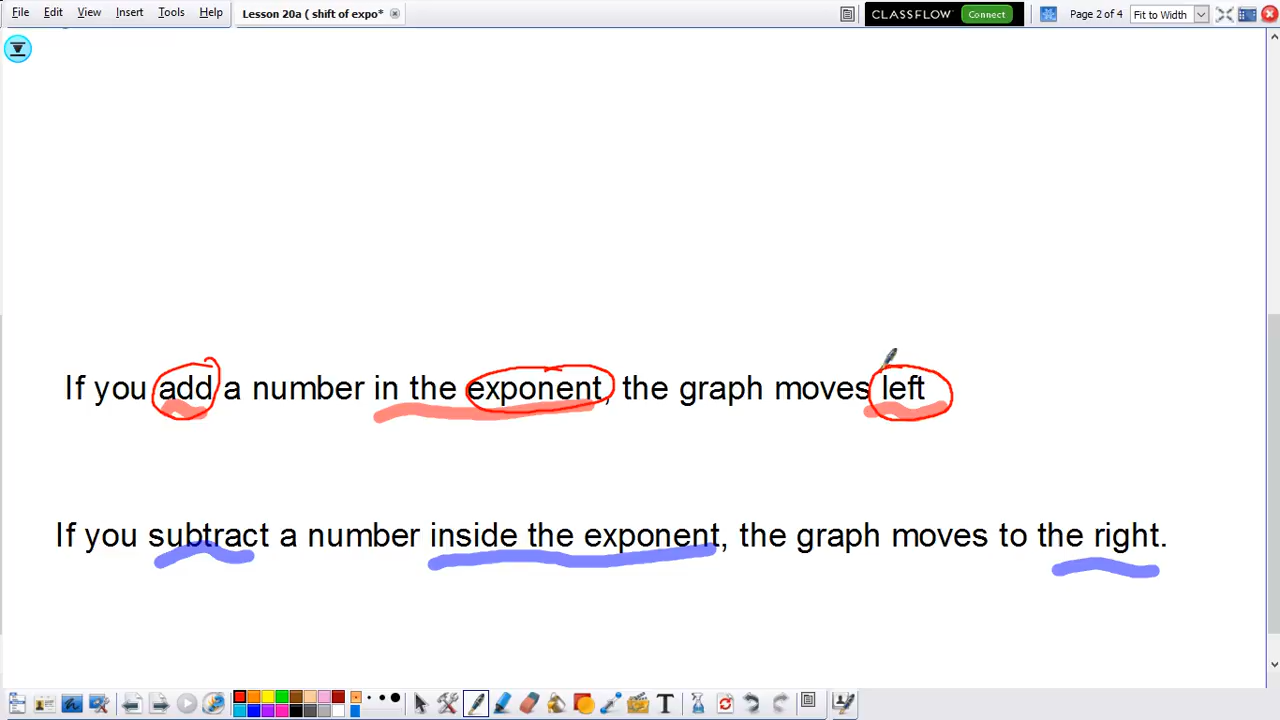 File Edit View Insert Tools Help Lesson 20a ( shift of expo* CLASSFLOW Connect Page 2 of 4 Fit to Width
If you add a number in the exponent, the graph moves left
If you subtract a number inside the exponent, the graph moves to the right.
T